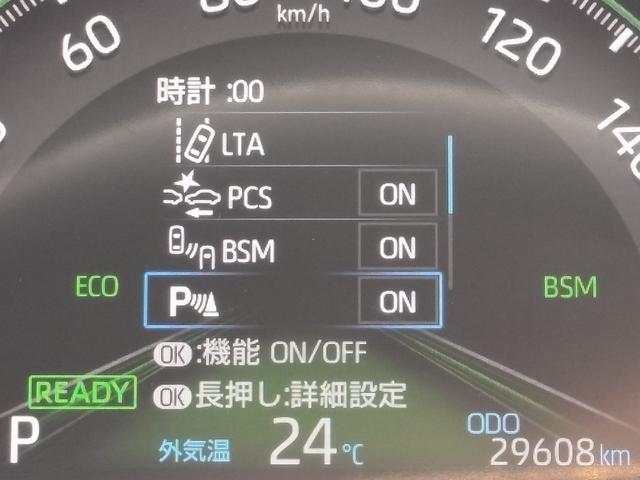 km/h
60
120
140
時計 :00
LTA
PCS ON
BSM ON
ECO
BSM
P ON
OK:機能 ON/OFF
READY
OK長押し:詳細設定
P
外気温 24℃
ODO
29608km